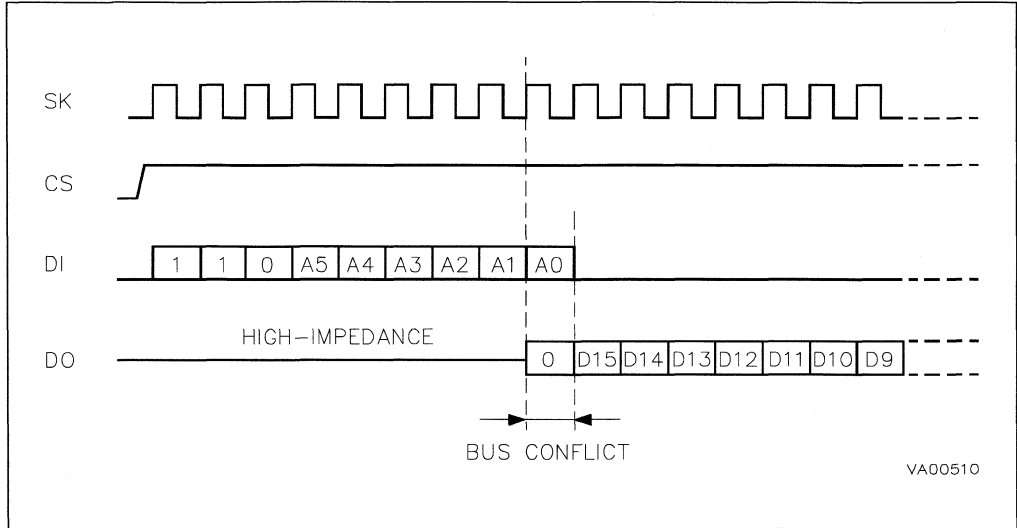 SK
CS
DI 1 1 0 A5 A4 A3 A2 A1 A0
HIGH-IMPEDANCE
DO 0 D15 D14 D13 D12 D11 D10 D9
BUS CONFLICT
VA00510